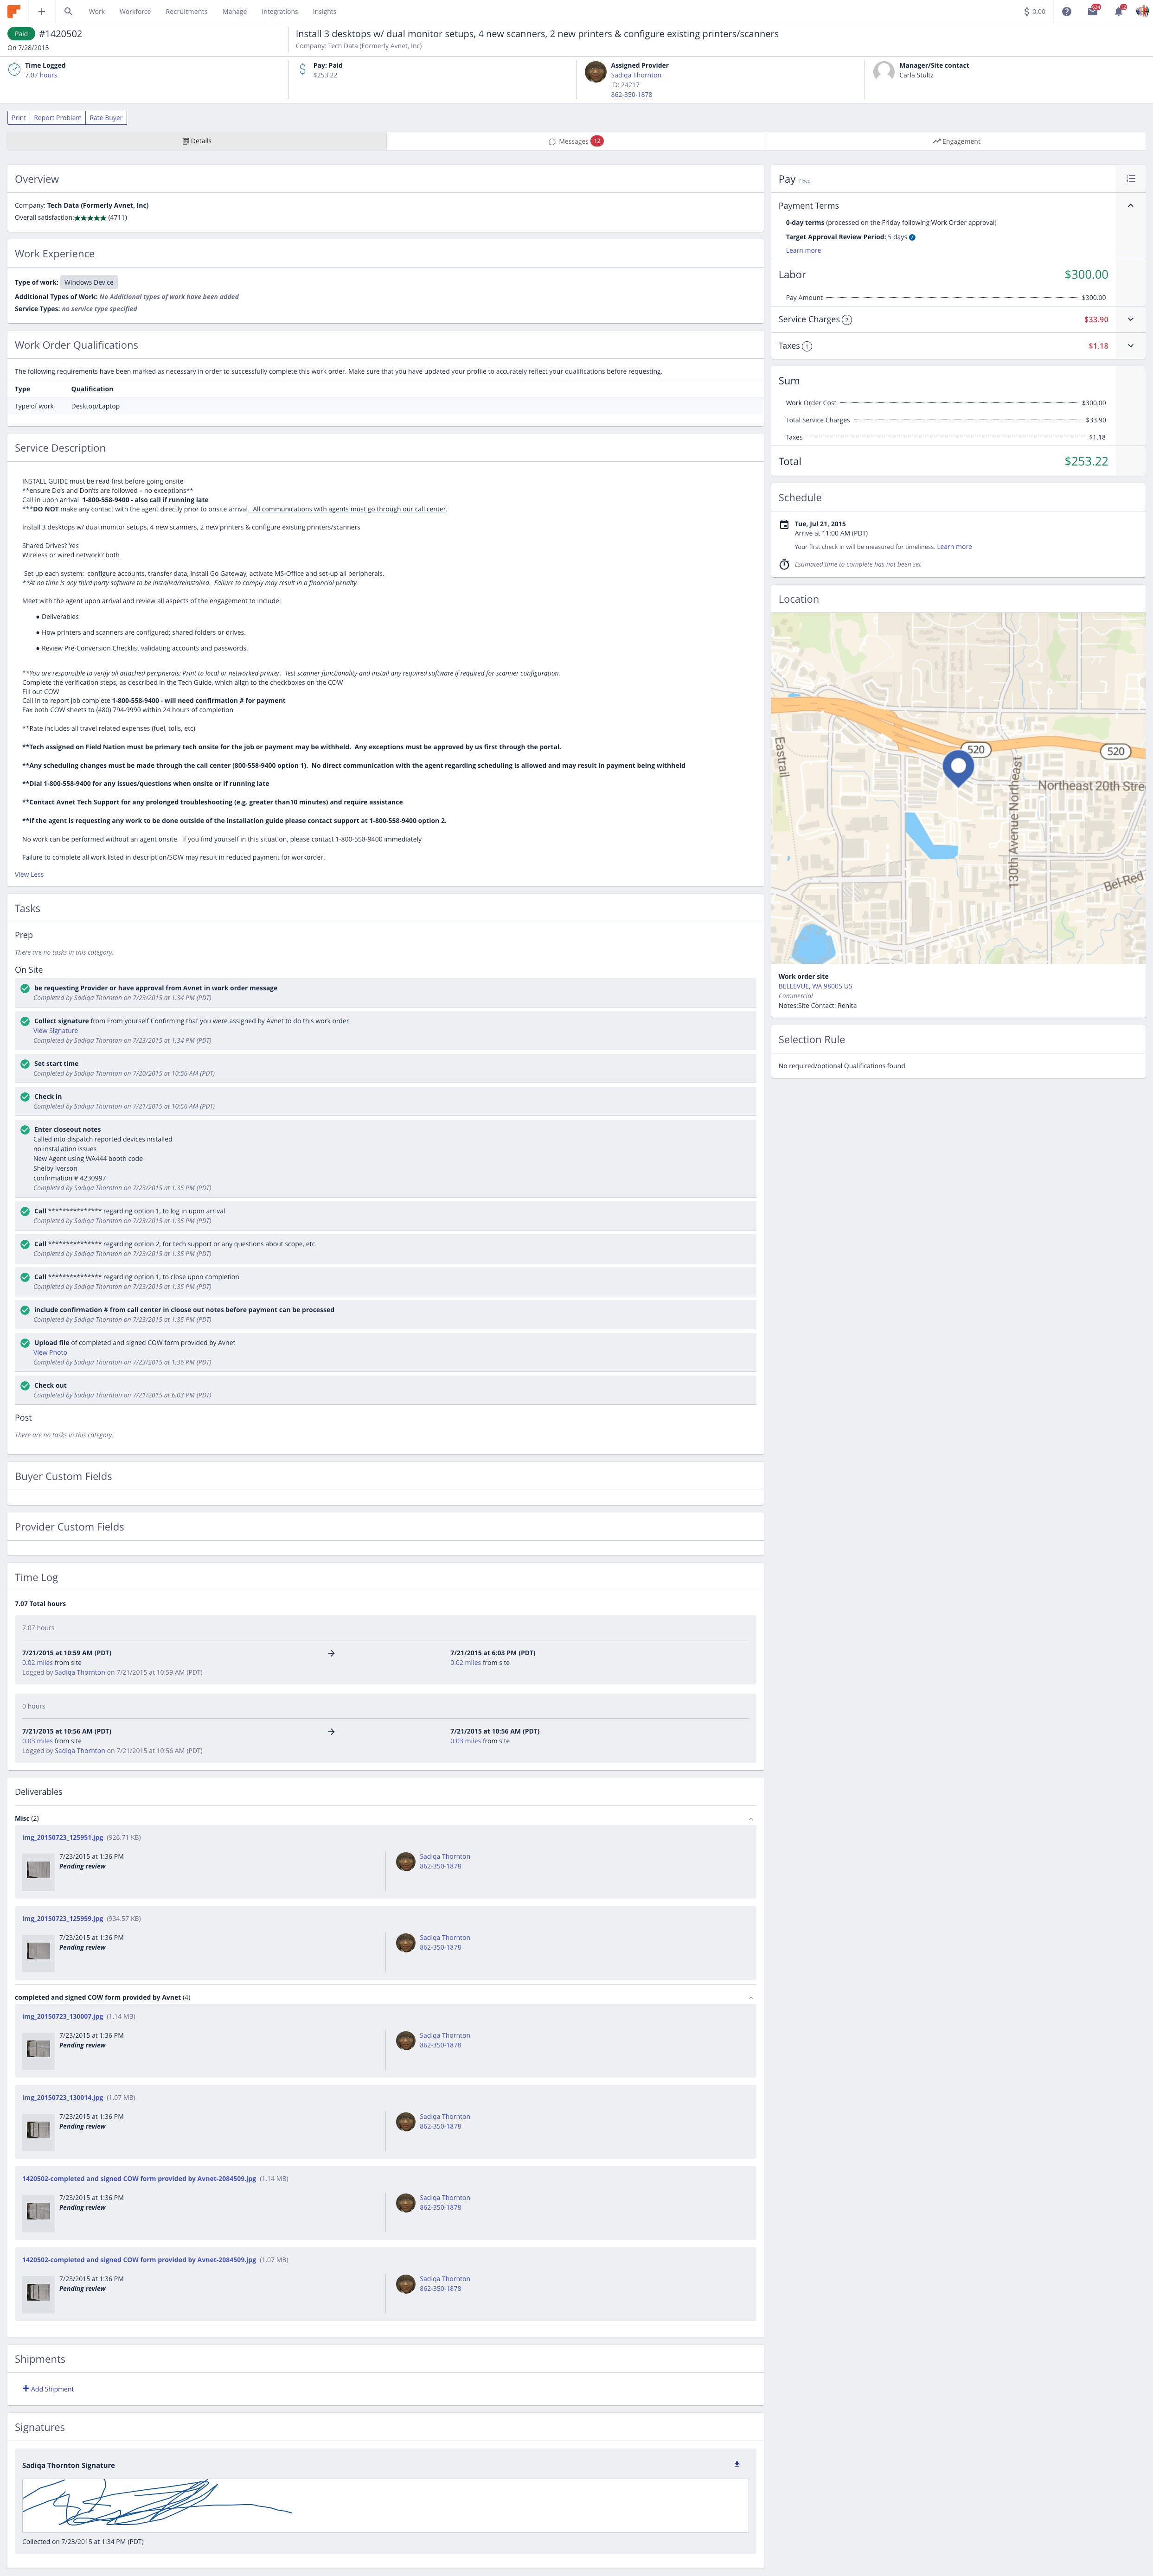 Work
Workforce
Recruitments
Manage
Integrations
Insights
$ 0.00
Paid #1420502
On 7/28/2015
Install 3 desktops w/ dual monitor setups, 4 new scanners, 2 new printers & configure existing printers/scanners
Company: Tech Data (Formerly Avnet, Inc)
Time Logged
7.07 hours
Pay: Paid
$253.22
Assigned Provider
Sadiqa Thornton
ID: 24217
862-350-1878
Manager/Site contact
Carla Stultz
Print
Report Problem
Rate Buyer
Details
Messages 12
Engagement
Overview
Company: Tech Data (Formerly Avnet, Inc)
Overall satisfaction:★★★★★ (4711)
Work Experience
Type of work: Windows Device
Additional Types of Work: No Additional types of work have been added
Service Types: no service type specified
Work Order Qualifications
The following requirements have been marked as necessary in order to successfully complete this work order. Make sure that you have updated your profile to accurately reflect your qualifications before requesting.
Type Qualification
Type of work Desktop/Laptop
Service Description
INSTALL GUIDE must be read first before going onsite
**ensure Do's and Don'ts are followed – no exceptions**
Call in upon arrival 1-800-558-9400 - also call if running late
***DO NOT make any contact with the agent directly prior to onsite arrival.. All communications with agents must go through our call center.
Install 3 desktops w/ dual monitor setups, 4 new scanners, 2 new printers & configure existing printers/scanners
Shared Drives? Yes
Wireless or wired network? both
Set up each system: configure accounts, transfer data, install Go Gateway, activate MS-Office and set-up all peripherals.
**At no time is any third party software to be installed/reinstalled. Failure to comply may result in a financial penalty.
Meet with the agent upon arrival and review all aspects of the engagement to include:
● Deliverables
● How printers and scanners are configured; shared folders or drives.
● Review Pre-Conversion Checklist validating accounts and passwords.
**You are responsible to verify all attached peripherals: Print to local or networked printer. Test scanner functionality and install any required software if required for scanner configuration.
Complete the verification steps, as described in the Tech Guide, which align to the checkboxes on the COW
Fill out COW
Call in to report job complete 1-800-558-9400 - will need confirmation # for payment
Fax both COW sheets to (480) 794-9990 within 24 hours of completion
**Rate includes all travel related expenses (fuel, tolls, etc)
**Tech assigned on Field Nation must be primary tech onsite for the job or payment may be withheld. Any exceptions must be approved by us first through the portal.
**Any scheduling changes must be made through the call center (800-558-9400 option 1). No direct communication with the agent regarding scheduling is allowed and may result in payment being withheld
**Dial 1-800-558-9400 for any issues/questions when onsite or if running late
**Contact Avnet Tech Support for any prolonged troubleshooting (e.g. greater than10 minutes) and require assistance
**If the agent is requesting any work to be done outside of the installation guide please contact support at 1-800-558-9400 option 2.
No work can be performed without an agent onsite. If you find yourself in this situation, please contact 1-800-558-9400 immediately
Failure to complete all work listed in description/SOW may result in reduced payment for workorder.
View Less
Tasks
Prep
There are no tasks in this category.
On Site
be requesting Provider or have approval from Avnet in work order message
Completed by Sadiqa Thornton on 7/23/2015 at 1:34 PM (PDT)
Collect signature from From yourself Confirming that you were assigned by Avnet to do this work order.
View Signature
Completed by Sadiqa Thornton on 7/23/2015 at 1:34 PM (PDT)
Set start time
Completed by Sadiqa Thornton on 7/20/2015 at 10:56 AM (PDT)
Check in
Completed by Sadiqa Thornton on 7/21/2015 at 10:56 AM (PDT)
Enter closeout notes
Called into dispatch reported devices installed
no installation issues
New Agent using WA444 booth code
Shelby Iverson
confirmation # 4230997
Completed by Sadiqa Thornton on 7/23/2015 at 1:35 PM (PDT)
Call *************** regarding option 1, to log in upon arrival
Completed by Sadiqa Thornton on 7/23/2015 at 1:35 PM (PDT)
Call *************** regarding option 2, for tech support or any questions about scope, etc.
Completed by Sadiqa Thornton on 7/23/2015 at 1:35 PM (PDT)
Call *************** regarding option 1, to close upon completion
Completed by Sadiqa Thornton on 7/23/2015 at 1:35 PM (PDT)
include confirmation # from call center in cloose out notes before payment can be processed
Completed by Sadiqa Thornton on 7/23/2015 at 1:35 PM (PDT)
Upload file of completed and signed COW form provided by Avnet
View Photo
Completed by Sadiqa Thornton on 7/23/2015 at 1:36 PM (PDT)
Check out
Completed by Sadiqa Thornton on 7/21/2015 at 6:03 PM (PDT)
Post
There are no tasks in this category.
Buyer Custom Fields
Provider Custom Fields
Time Log
7.07 Total hours
7.07 hours
7/21/2015 at 10:59 AM (PDT) → 7/21/2015 at 6:03 PM (PDT)
0.02 miles from site 0.02 miles from site
Logged by Sadiqa Thornton on 7/21/2015 at 10:59 AM (PDT)
0 hours
7/21/2015 at 10:56 AM (PDT) → 7/21/2015 at 10:56 AM (PDT)
0.03 miles from site 0.03 miles from site
Logged by Sadiqa Thornton on 7/21/2015 at 10:56 AM (PDT)
Deliverables
Misc (2)
img_20150723_125951.jpg (926.71 KB)
7/23/2015 at 1:36 PM Sadiqa Thornton
Pending review 862-350-1878
img_20150723_125959.jpg (934.57 KB)
7/23/2015 at 1:36 PM Sadiqa Thornton
Pending review 862-350-1878
completed and signed COW form provided by Avnet (4)
img_20150723_130007.jpg (1.14 MB)
7/23/2015 at 1:36 PM Sadiqa Thornton
Pending review 862-350-1878
img_20150723_130014.jpg (1.07 MB)
7/23/2015 at 1:36 PM Sadiqa Thornton
Pending review 862-350-1878
1420502-completed and signed COW form provided by Avnet-2084509.jpg (1.14 MB)
7/23/2015 at 1:36 PM Sadiqa Thornton
Pending review 862-350-1878
1420502-completed and signed COW form provided by Avnet-2084509.jpg (1.07 MB)
7/23/2015 at 1:36 PM Sadiqa Thornton
Pending review 862-350-1878
Shipments
+ Add Shipment
Signatures
Sadiqa Thornton Signature
Collected on 7/23/2015 at 1:34 PM (PDT)
Pay Fixed
Payment Terms
0-day terms (processed on the Friday following Work Order approval)
Target Approval Review Period: 5 days
Learn more
Labor $300.00
Pay Amount $300.00
Service Charges 2 $33.90
Taxes 1 $1.18
Sum
Work Order Cost $300.00
Total Service Charges $33.90
Taxes $1.18
Total $253.22
Schedule
Tue, Jul 21, 2015
Arrive at 11:00 AM (PDT)
Your first check in will be measured for timeliness. Learn more
Estimated time to complete has not been set
Location
520
520
Eastrail
Northeast 20th Stre
130th Avenue Northeast
Bel-Red
Work order site
BELLEVUE, WA 98005 US
Commercial
Notes:Site Contact: Renita
Selection Rule
No required/optional Qualifications found